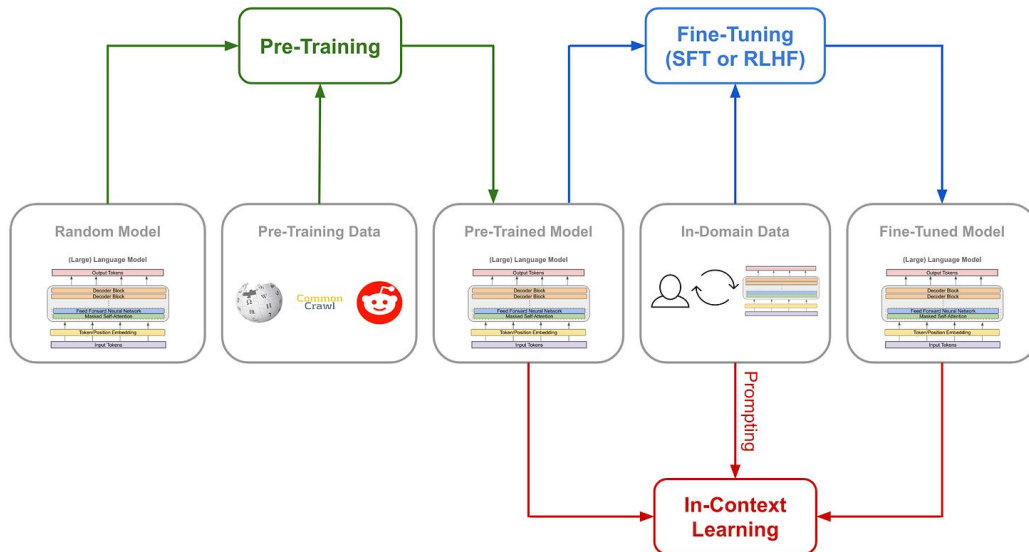 Pre-Training
Fine-Tuning
(SFT or RLHF)
Random Model
(Large) Language Model
Output Tokens
Decoder Block
Decoder Block
Feed Forward Neural Network
Masked Self-Attention
Token/Position Embedding
Input Tokens
Pre-Training Data
W
Common
Crawl
Pre-Trained Model
(Large) Language Model
Output Tokens
Decoder Block
Decoder Block
Feed Forward Neural Network
Masked Self-Attention
Token/Position Embedding
Input Tokens
In-Domain Data
Fine-Tuned Model
(Large) Language Model
Output Tokens
Decoder Block
Decoder Block
Feed Forward Neural Network
Masked Self-Attention
Token/Position Embedding
Input Tokens
Prompting
In-Context
Learning